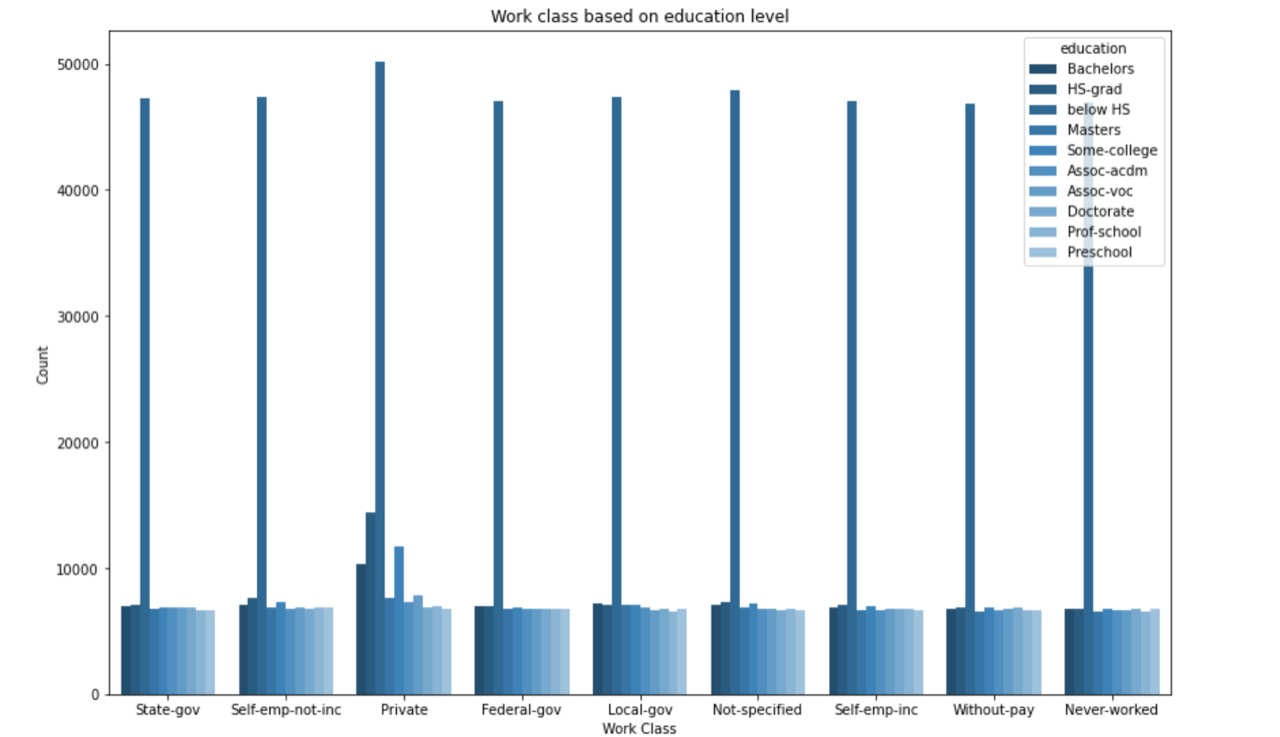 Work class based on education level
education
Bachelors
HS-grad
below HS
Masters
Some-college
Assoc-acdm
Assoc-voc
Doctorate
Prof-school
Preschool
50000
40000
30000
20000
10000
0
Count
State-gov Self-emp-not-inc Private Federal-gov Local-gov Not-specified Self-emp-inc Without-pay Never-worked
Work Class